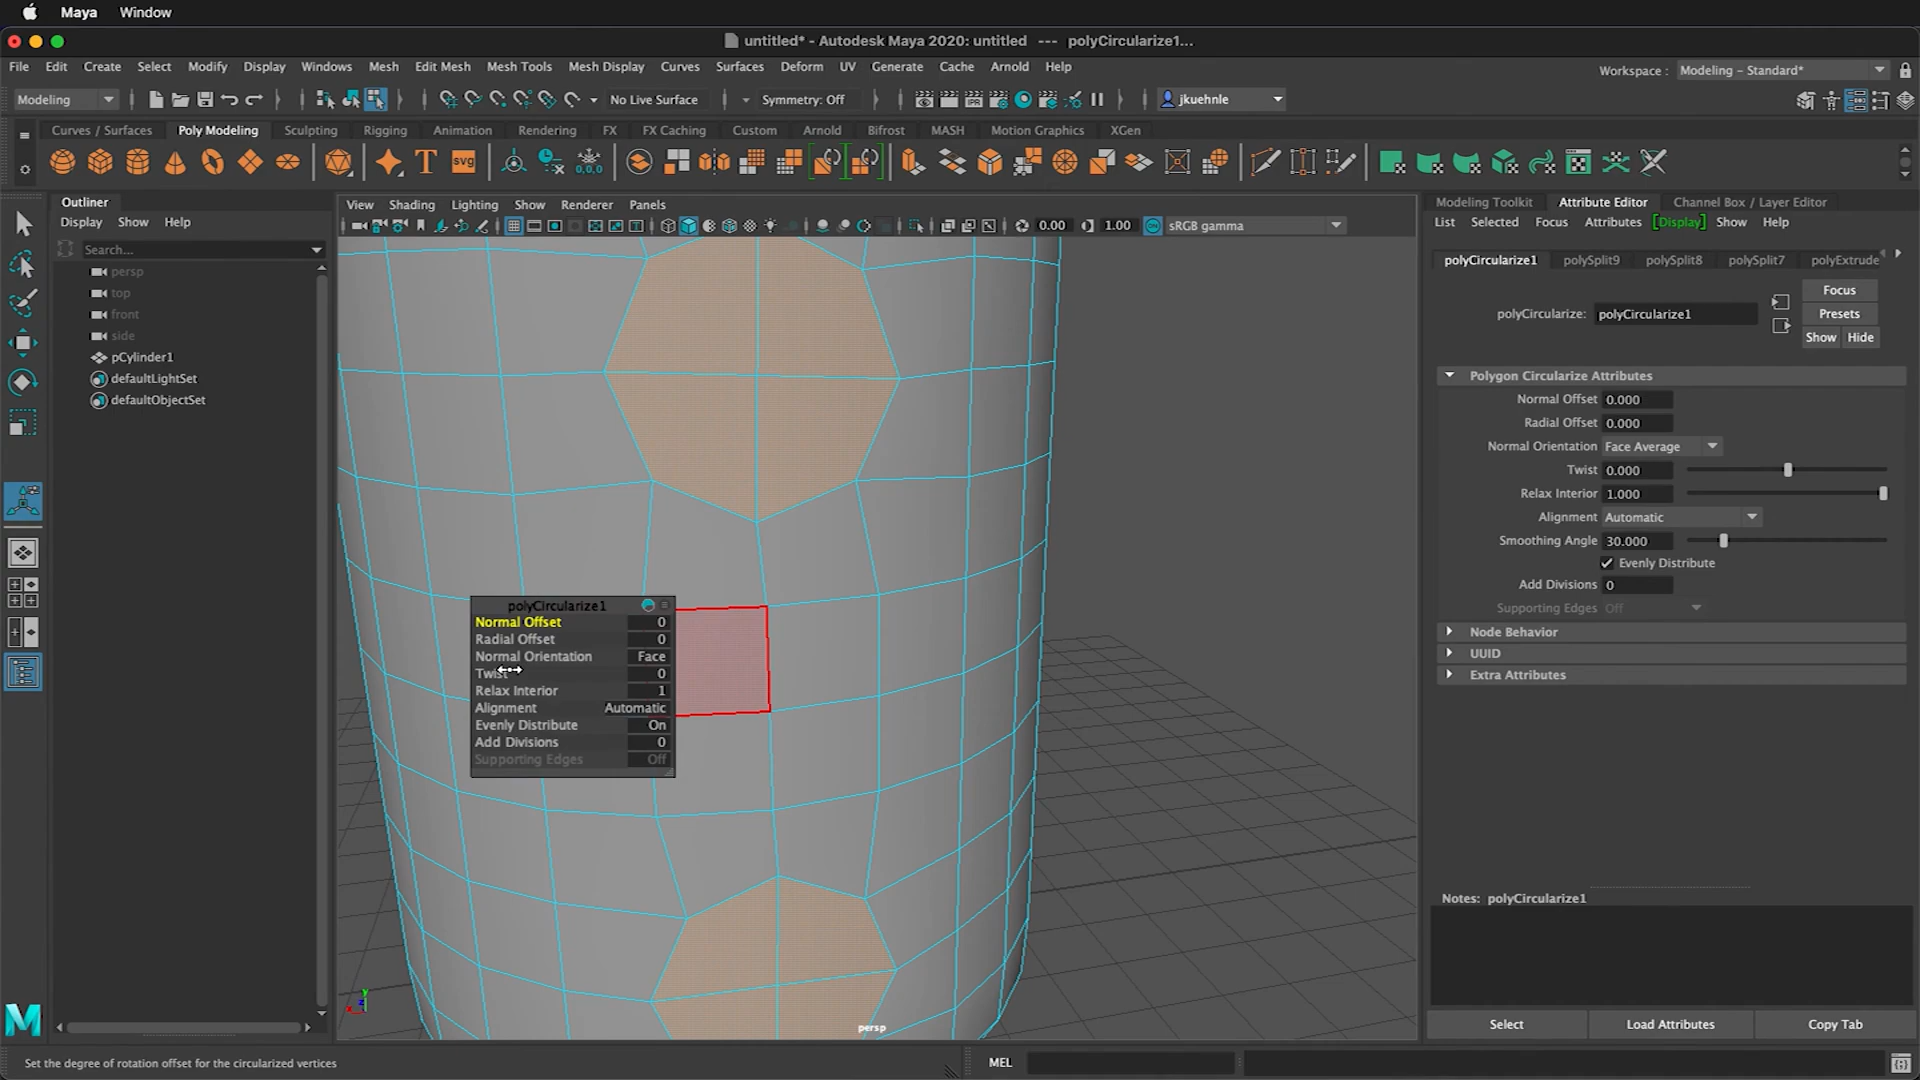 Maya Window
untitled* - Autodesk Maya 2020: untitled --- polyCircularize1...
File Edit Create Select Modify Display Windows Mesh Edit Mesh Mesh Tools Mesh Display Curves Surfaces Deform UV Generate Cache Arnold Help
Workspace : Modeling - Standard*
Modeling No Live Surface Symmetry: Off jkuehnle
Curves / Surfaces Poly Modeling Sculpting Rigging Animation Rendering FX FX Caching Custom Arnold Bifrost MASH Motion Graphics XGen
T SVG 0,0,0
Outliner
Display Show Help
Search...
persp
top
front
side
pCylinder1
defaultLightSet
defaultObjectSet
View Shading Lighting Show Renderer Panels
0.00 1.00 sRGB gamma
polyCircularize1
Normal Offset 0
Radial Offset 0
Normal Orientation Face
Twist 0
Relax Interior 1
Alignment Automatic
Evenly Distribute On
Add Divisions 0
Supporting Edges Off
persp
Modeling Toolkit Attribute Editor Channel Box / Layer Editor
List Selected Focus Attributes [Display] Show Help
polyCircularize1 polySplit9 polySplit8 polySplit7 polyExtrude
polyCircularize: polyCircularize1
Focus
Presets
Show Hide
Polygon Circularize Attributes
Normal Offset 0.000
Radial Offset 0.000
Normal Orientation Face Average
Twist 0.000
Relax Interior 1.000
Alignment Automatic
Smoothing Angle 30.000
Evenly Distribute
Add Divisions 0
Supporting Edges Off
Node Behavior
UUID
Extra Attributes
Notes: polyCircularize1
Select Load Attributes Copy Tab
Set the degree of rotation offset for the circularized vertices
MEL